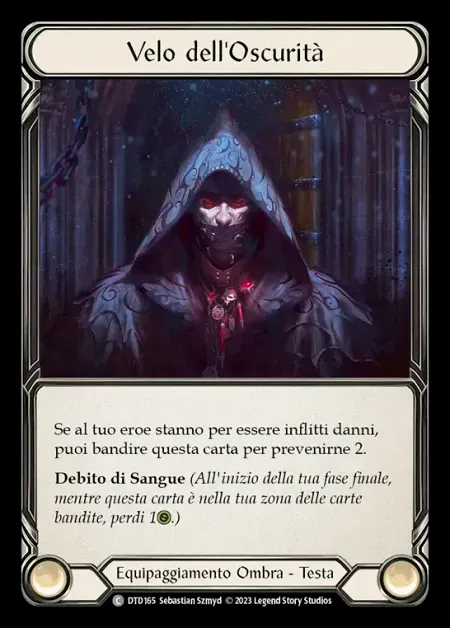 Velo dell'Oscurità
Se al tuo eroe stanno per essere inflitti danni,
puoi bandire questa carta per prevenirne 2.
Debito di Sangue (All'inizio della tua fase finale,
mentre questa carta è nella tua zona delle carte
bandite, perdi 1.)
Equipaggiamento Ombra - Testa
C DTD165 Sebastian Szmyd © 2023 Legend Story Studios